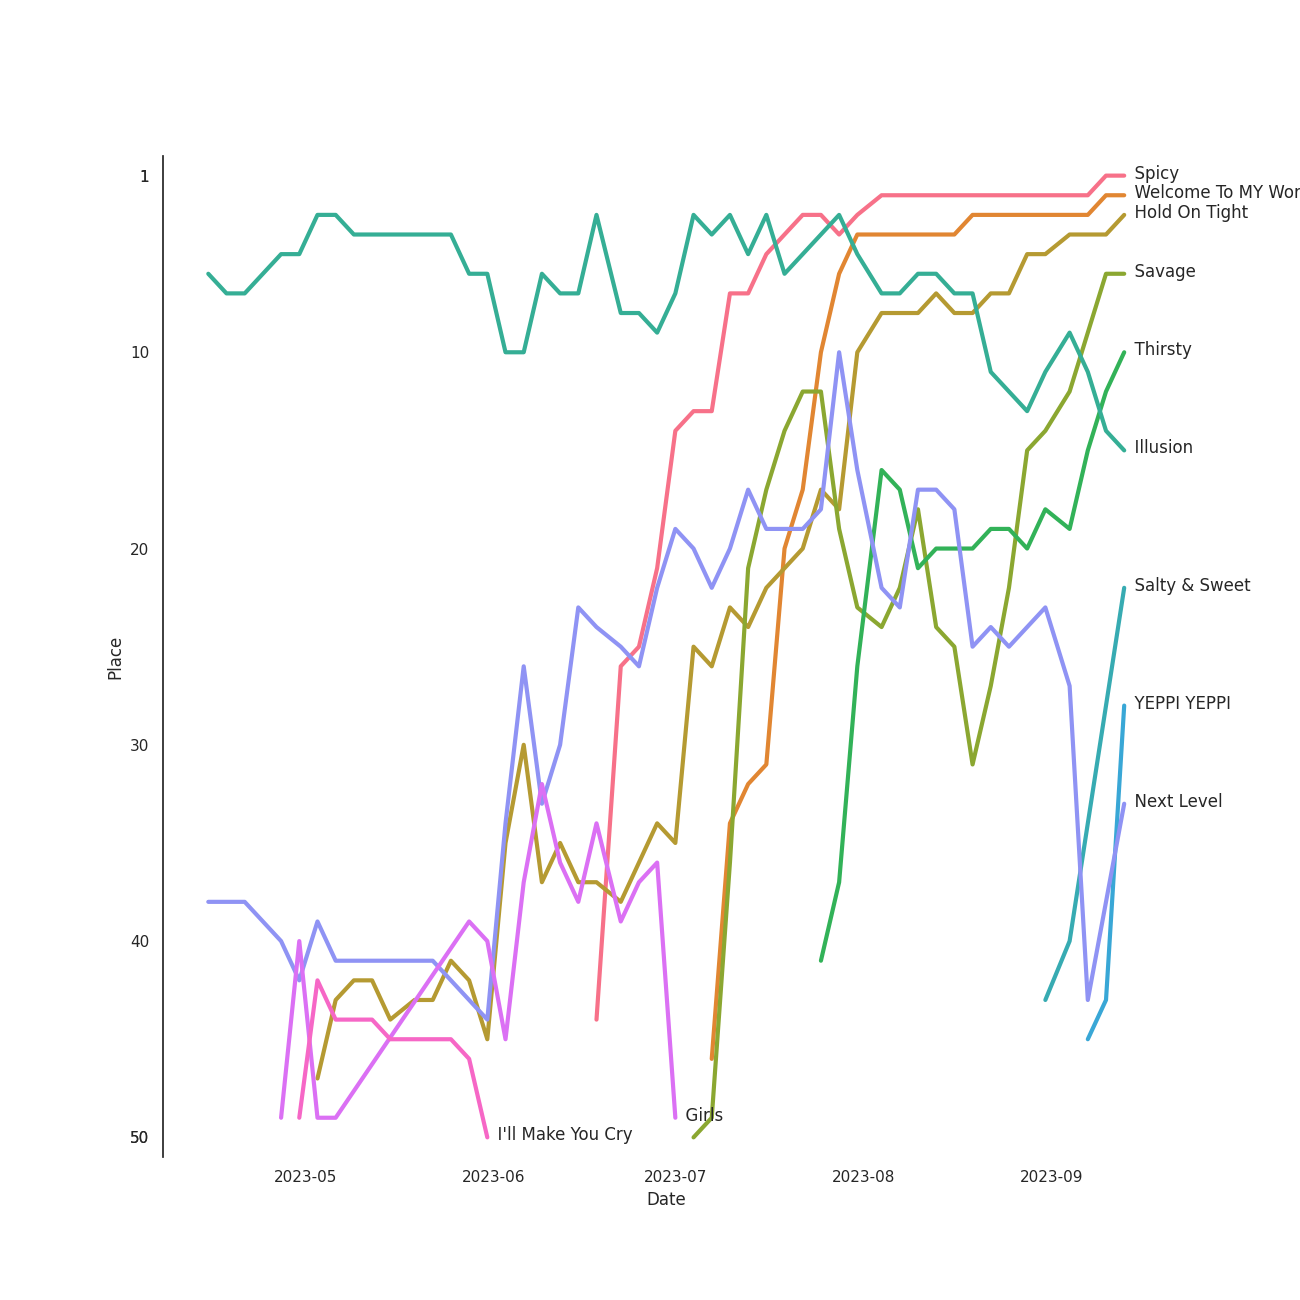 1
Spicy
Welcome To MY Wor
Hold On Tight
Savage
10
Thirsty
Illusion
20
Salty & Sweet
Place
30
YEPPI YEPPI
Next Level
40
Girls
50
I'll Make You Cry
2023-05
2023-06
2023-07
2023-08
2023-09
Date